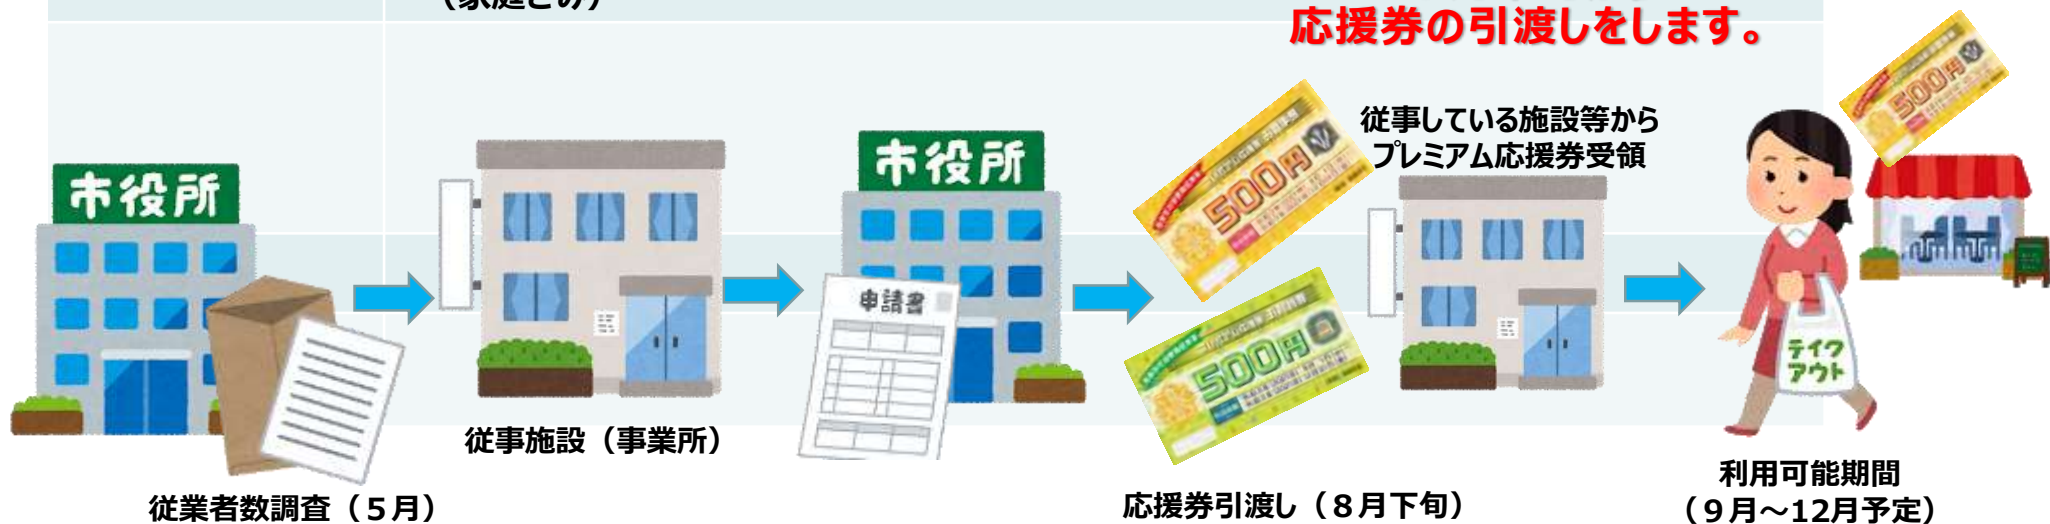 （家庭ごみ）
応援券の引渡しをします。
従事している施設等から
プレミアム応援券受領
市役所
市役所
申請書
500円
500円
500円
テイク
アウト
従事施設（事業所）
従業者数調査（５月）
応援券引渡し（８月下旬）
利用可能期間
（９月～12月予定）